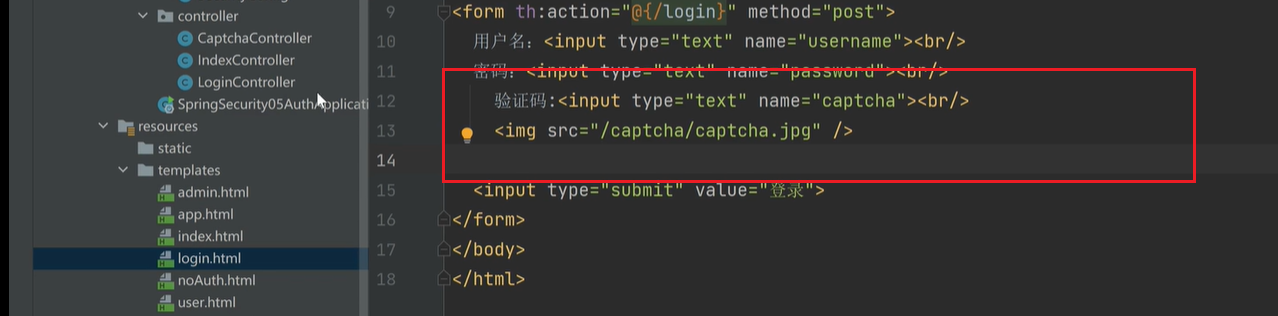 controller
CaptchaController
IndexController
LoginController
SpringSecurity05AuthApplicati
resources
static
templates
admin.html
app.html
index.html
login.html
noAuth.html
user.html
9 <form th:action="@{/login}" method="post">
10 用户名：<input type="text" name="username"><br/>
11 密码：<input type="text" name="password"><br/>
12 验证码:<input type="text" name="captcha"><br/>
13 <img src="/captcha/captcha.jpg" />
14
15 <input type="submit" value="登录">
16 </form>
17 </body>
18 </html>